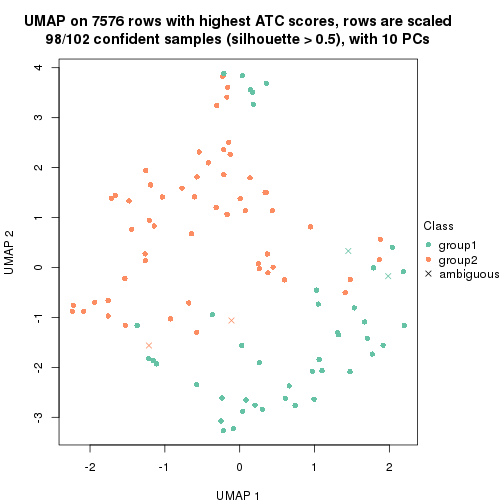 UMAP on 7576 rows with highest ATC scores, rows are scaled
98/102 confident samples (silhouette > 0.5), with 10 PCs
4
3
2
1
0
-1
-2
-3
UMAP 2
-2
-1
0
1
2
UMAP 1
Class
group1
group2
ambiguous